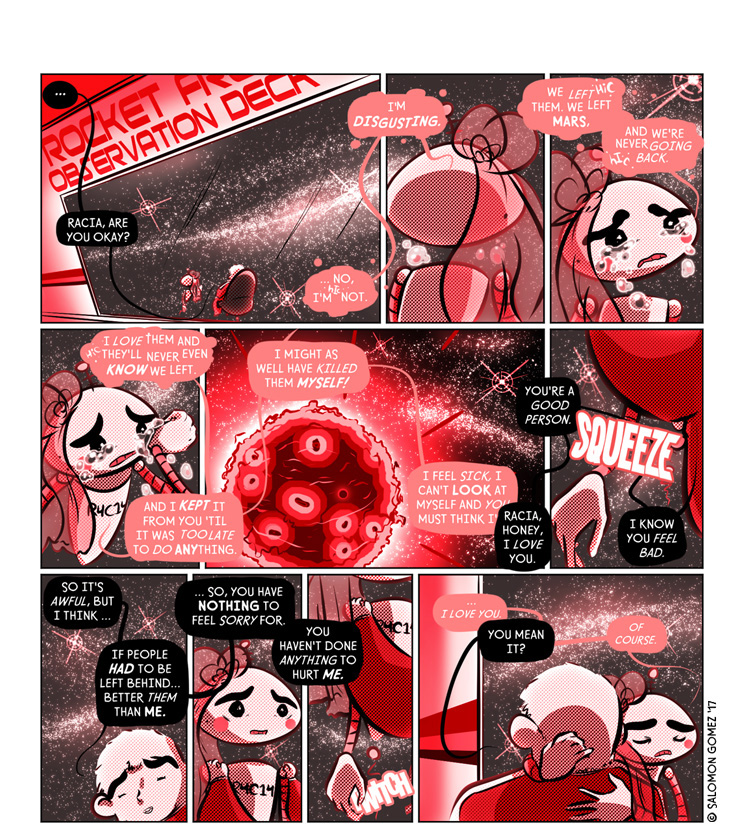 ...
ROCKET FR
OBSERVATION DECK
RACIA, ARE
YOU OKAY?
... NO,
hic
I'M NOT.
I'M
DISGUSTING.
WE LEFT hic
THEM. WE LEFT
MARS,
AND WE'RE
NEVER GOING
hic BACK.
I LOVE THEM AND
hic THEY'LL NEVER EVEN
KNOW WE LEFT.
R4C14
AND I KEPT IT
FROM YOU 'TIL
IT WAS TOO LATE
TO DO ANYTHING.
I MIGHT AS
WELL HAVE KILLED
THEM MYSELF!
I FEEL SICK, I
CAN'T LOOK AT
MYSELF AND YOU
MUST THINK I
YOU'RE A
GOOD
PERSON.
SQUEEZE
RACIA,
HONEY,
I LOVE
YOU.
I KNOW
YOU FEEL
BAD.
SO IT'S
AWFUL, BUT
I THINK ...
IF PEOPLE
HAD TO BE
LEFT BEHIND...
BETTER THEM
THAN ME.
... SO, YOU HAVE
NOTHING TO
FEEL SORRY FOR.
R4C14
YOU
HAVEN'T DONE
ANYTHING TO
HURT ME.
R4C14
TWITCH
...
I LOVE YOU.
YOU MEAN
IT?
OF
COURSE.
© SALOMON GOMEZ '17